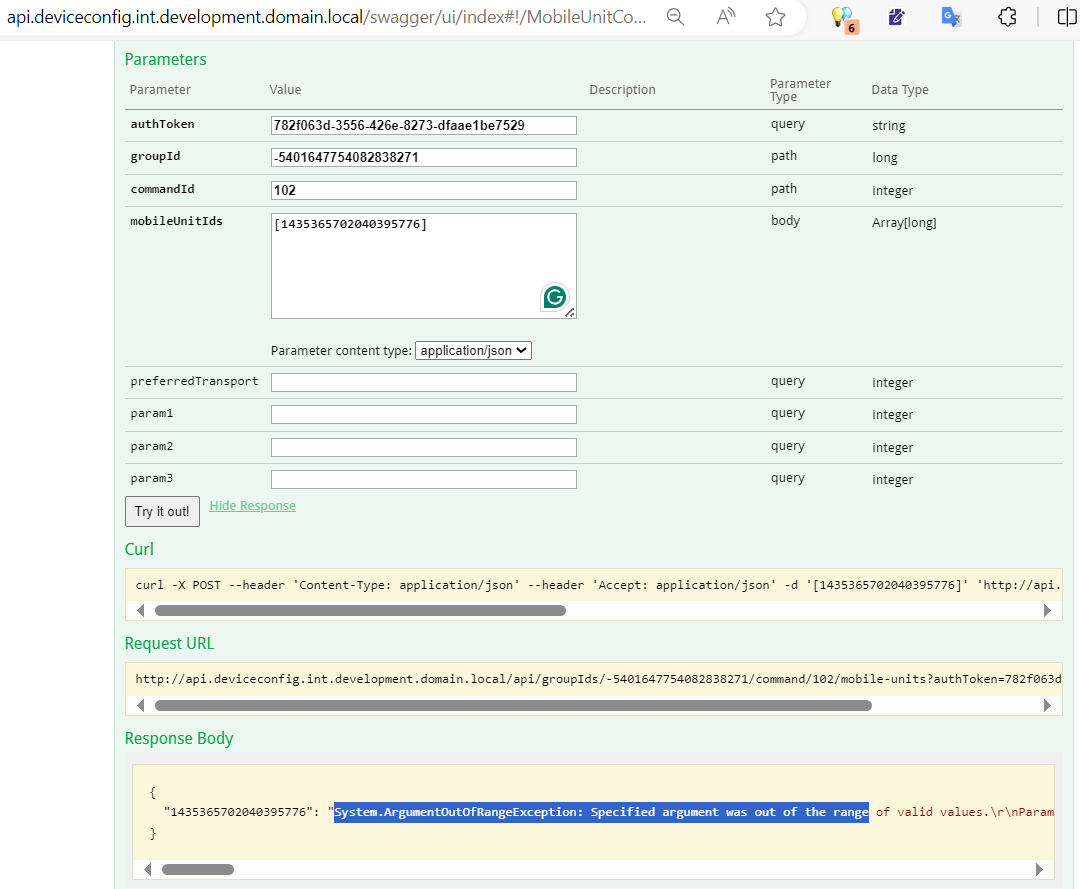 api.deviceconfig.int.development.domain.local/swagger/ui/index#!/MobileUnitCo...
6
Parameters
Parameter Value Description Parameter Type Data Type
authToken 782f063d-3556-426e-8273-dfaae1be7529 query string
groupId -5401647754082838271 path long
commandId 102 path integer
mobileUnitIds [1435365702040395776] body Array[long]
Parameter content type: application/json
preferredTransport query integer
param1 query integer
param2 query integer
param3 query integer
Try it out! Hide Response
Curl
curl -X POST --header 'Content-Type: application/json' --header 'Accept: application/json' -d '[1435365702040395776]' 'http://api.
Request URL
http://api.deviceconfig.int.development.domain.local/api/groupIds/-5401647754082838271/command/102/mobile-units?authToken=782f063d
Response Body
{
"1435365702040395776": "System.ArgumentOutOfRangeException: Specified argument was out of the range of valid values.\r\nParam
}